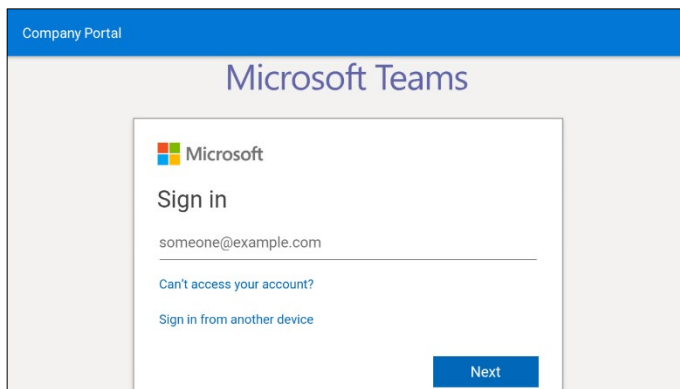 Company Portal
Microsoft Teams
Microsoft
Sign in
someone@example.com
Can't access your account?
Sign in from another device
Next